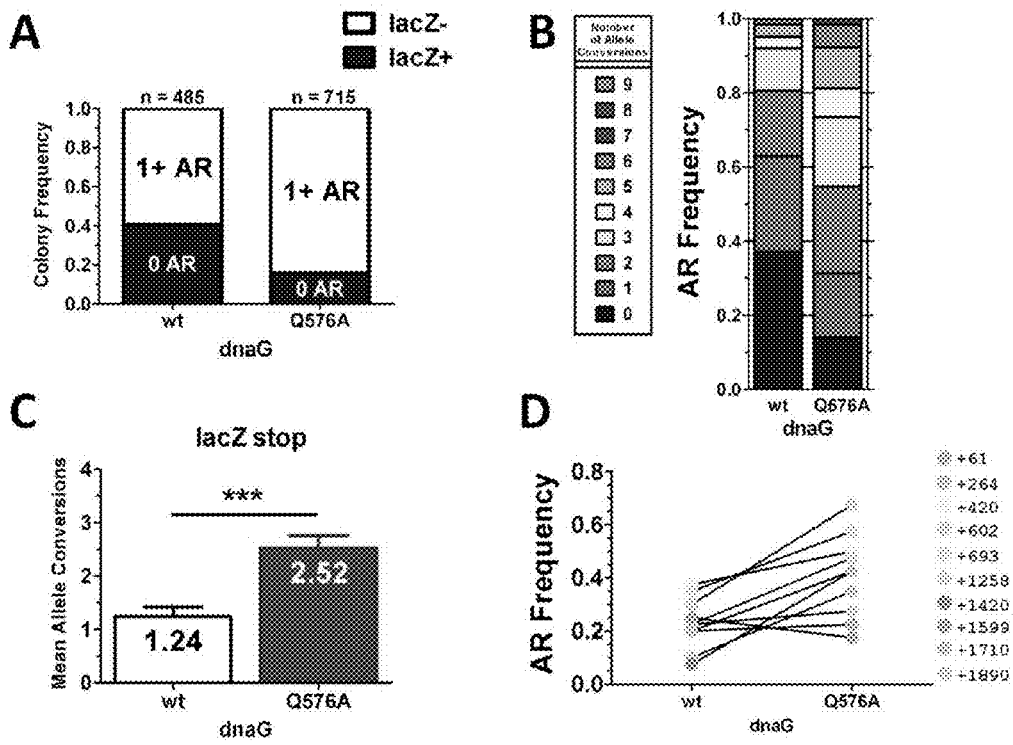 A
lacZ-
lacZ+
n = 485
n = 715
Colony Frequency
1.0
0.8
0.6
0.4
0.2
0.0
1+ AR
1+ AR
0 AR
0 AR
wt
Q576A
dnaG
B
Number
of Allele
Conversions
9
8
7
6
5
4
3
2
1
0
AR Frequency
1.0
0.8
0.6
0.4
0.2
0.0
wt
Q576A
dnaG
C
lacZ stop
Mean Allele Conversions
4
3
2
1
0
***
1.24
2.52
wt
Q576A
dnaG
D
AR Frequency
0.8
0.6
0.4
0.2
0.0
wt
Q576A
dnaG
+61
+264
+420
+602
+693
+1258
+1420
+1599
+1710
+1890